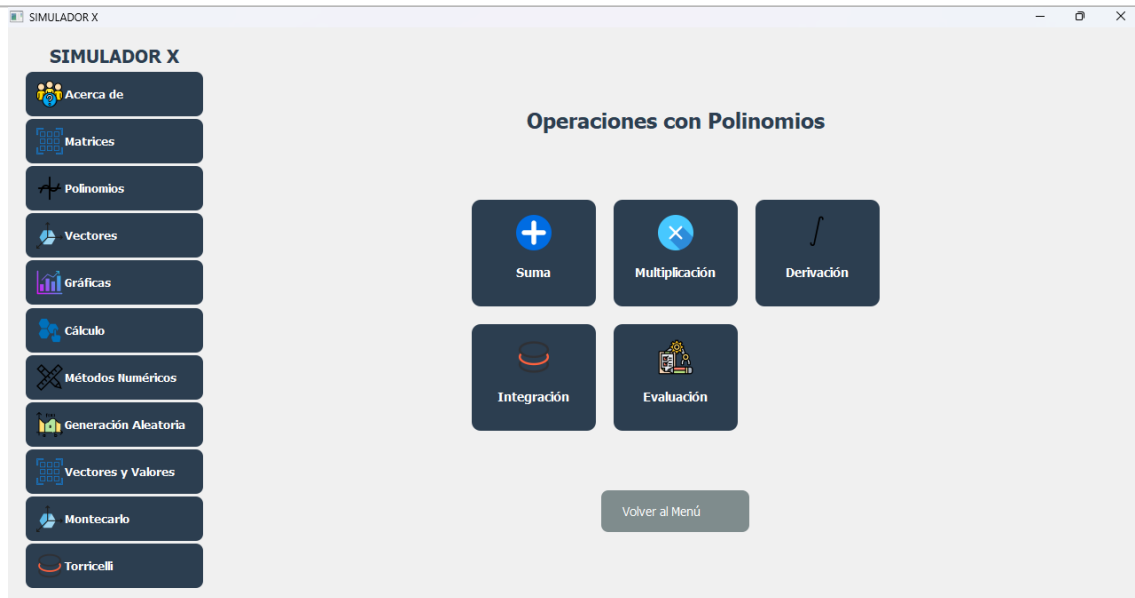 SIMULADOR X
SIMULADOR X
Acerca de
Matrices
Polinomios
Vectores
Gráficas
Cálculo
Métodos Numéricos
Generación Aleatoria
Vectores y Valores
Montecarlo
Torricelli
Operaciones con Polinomios
Suma
Multiplicación
Derivación
Integración
Evaluación
Volver al Menú